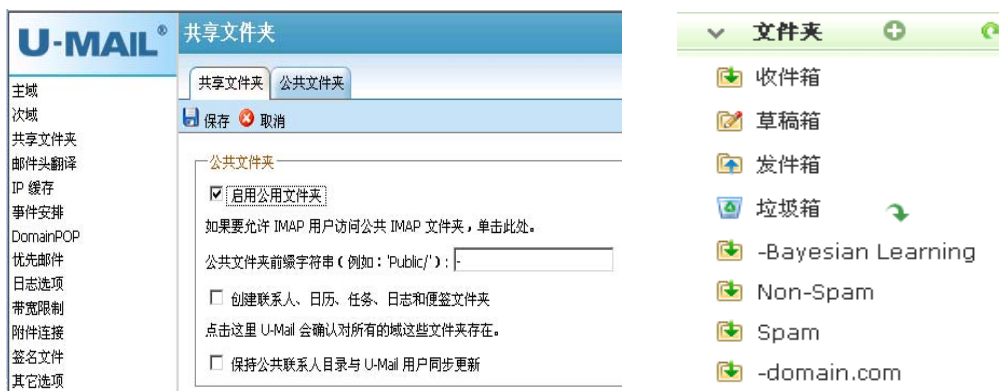 U-MAIL®
主域
次域
共享文件夹
邮件头翻译
IP 缓存
事件安排
DomainPOP
优先邮件
日志选项
带宽限制
附件连接
签名文件
其它选项
共享文件夹
共享文件夹 公共文件夹
保存 取消
公共文件夹
启用公用文件夹
如果要允许 IMAP 用户访问公共 IMAP 文件夹，单击此处。
公共文件夹前缀字符串(例如：'Public/')： -
创建联系人、日历、任务、日志和便签文件夹
点击这里 U-Mail 会确认对所有的域这些文件夹存在。
保持公共联系人目录与 U-Mail 用户同步更新
文件夹
收件箱
草稿箱
发件箱
垃圾箱
-Bayesian Learning
Non-Spam
Spam
-domain.com